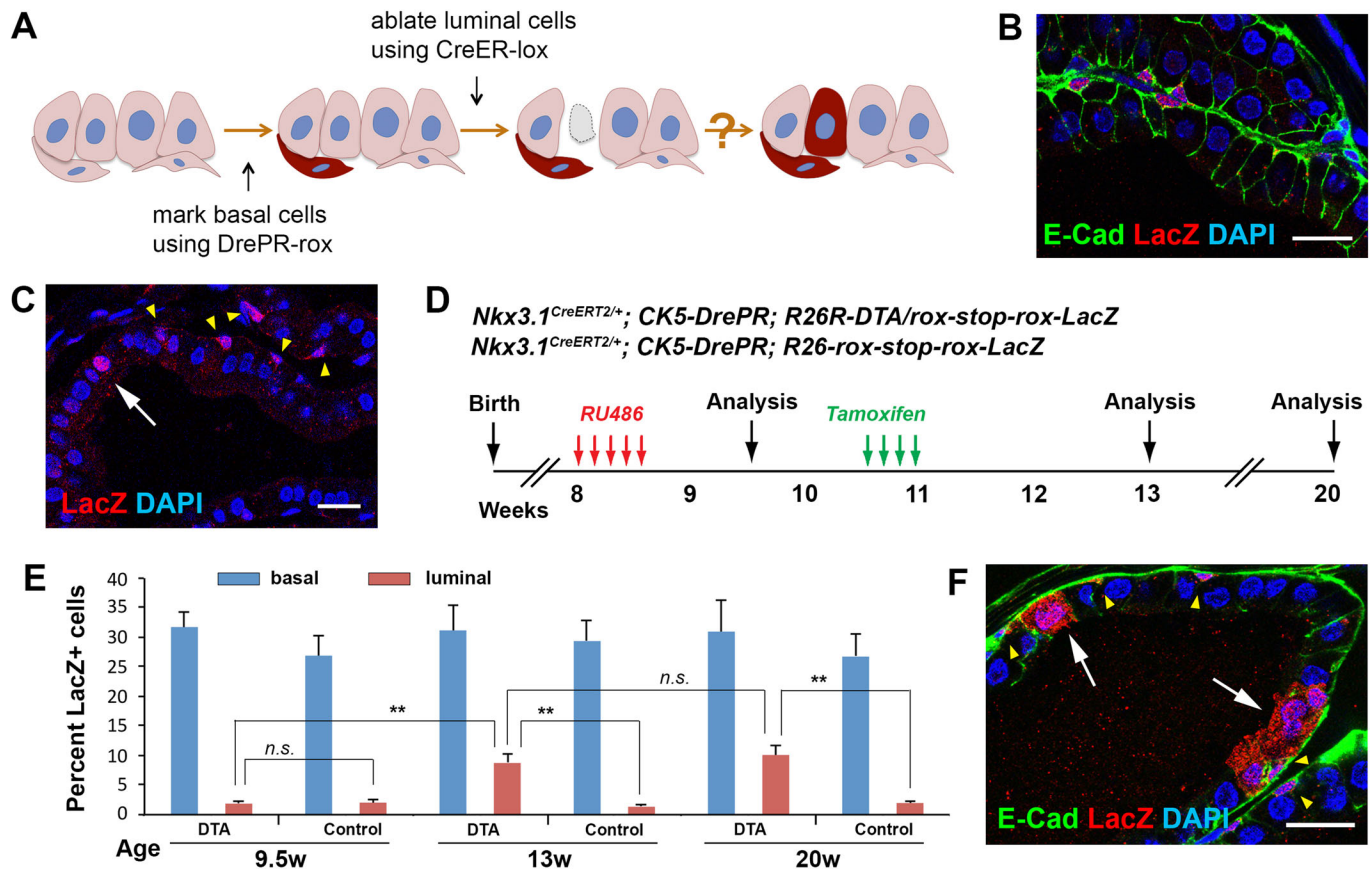 A
ablate luminal cells
using CreER-lox
?
mark basal cells
using DrePR-rox
B
E-Cad LacZ DAPI
C
LacZ DAPI
D
Nkx3.1^CreERT2/+; CK5-DrePR; R26R-DTA/rox-stop-rox-LacZ
Nkx3.1^CreERT2/+; CK5-DrePR; R26-rox-stop-rox-LacZ
Birth
RU486
Analysis
Tamoxifen
Analysis
Analysis
Weeks
8 9 10 11 12 13 20
E
basal luminal
Percent LacZ+ cells
40
35
30
25
20
15
10
5
0
n.s.
**
**
n.s.
**
DTA Control DTA Control DTA Control
Age
9.5w 13w 20w
F
E-Cad LacZ DAPI